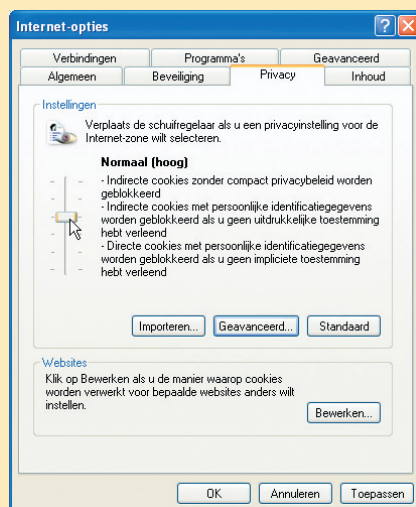 Internet-opties
Verbindingen Programma's Geavanceerd
Algemeen Beveiliging Privacy Inhoud
Instellingen
Verplaats de schuifregelaar als u een privacyinstelling voor de
Internet-zone wilt selecteren.
Normaal (hoog)
- Indirecte cookies zonder compact privacybeleid worden
geblokkeerd
- Indirecte cookies met persoonlijke identificatiegegevens
worden geblokkeerd als u geen uitdrukkelijke toestemming
hebt verleend
- Directe cookies met persoonlijke identificatiegegevens
worden geblokkeerd als u geen impliciete toestemming
hebt verleend
Importeren... Geavanceerd... Standaard
Websites
Klik op Bewerken als u de manier waarop cookies
worden verwerkt voor bepaalde websites anders wilt
instellen.
Bewerken...
OK Annuleren Toepassen